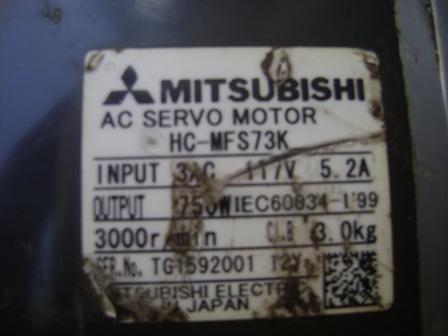 MITSUBISHI
AC SERVO MOTOR
HC-MFS73K
INPUT 3AC 117V 5.2A
OUTPUT 750W IEC60034-1'99
3000r/min CI.B 3.0kg
SER.No. TG1592001 12Y
MITSUBISHI ELECTRIC
JAPAN